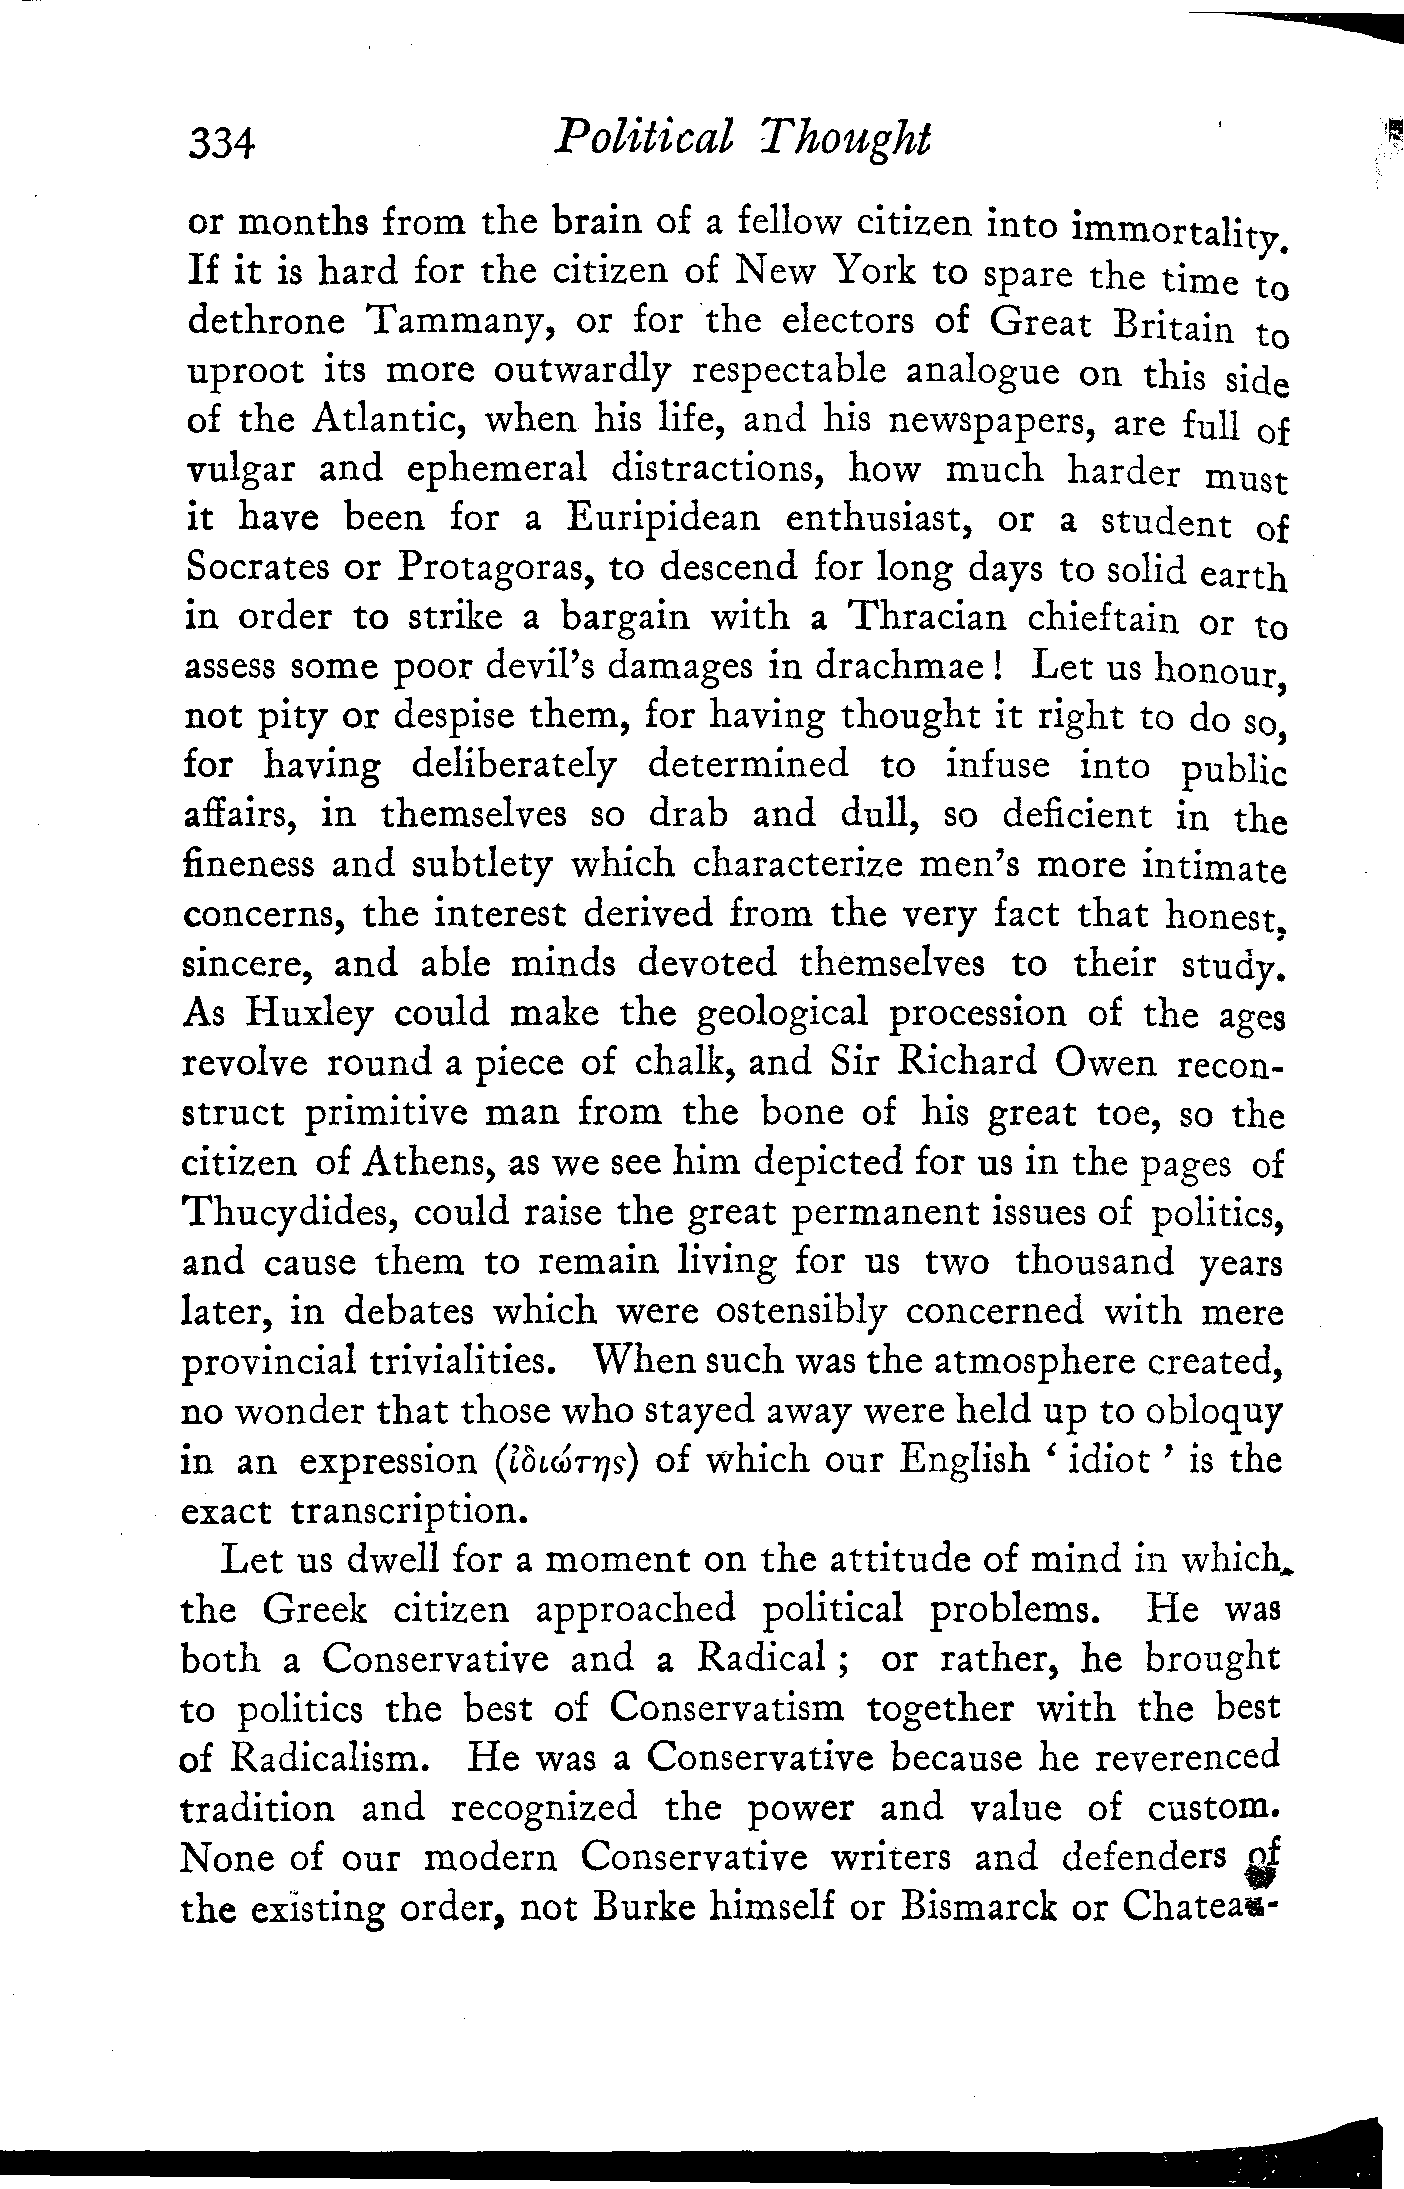 334 Political Thought
or months from the brain of a fellow citizen into immortality.
If it is hard for the citizen of New York to spare the time to
dethrone Tammany, or for the electors of Great Britain to
uproot its more outwardly respectable analogue on this side
of the Atlantic, when his life, and his newspapers, are full of
vulgar and ephemeral distractions, how much harder must
it have been for a Euripidean enthusiast, or a student of
Socrates or Protagoras, to descend for long days to solid earth
in order to strike a bargain with a Thracian chieftain or to
assess some poor devil's damages in drachmae! Let us honour,
not pity or despise them, for having thought it right to do so,
for having deliberately determined to infuse into public
affairs, in themselves so drab and dull, so deficient in the
fineness and subtlety which characterize men's more intimate
concerns, the interest derived from the very fact that honest,
sincere, and able minds devoted themselves to their study.
As Huxley could make the geological procession of the ages
revolve round a piece of chalk, and Sir Richard Owen recon-
struct primitive man from the bone of his great toe, so the
citizen of Athens, as we see him depicted for us in the pages of
Thucydides, could raise the great permanent issues of politics,
and cause them to remain living for us two thousand years
later, in debates which were ostensibly concerned with mere
provincial trivialities. When such was the atmosphere created,
no wonder that those who stayed away were held up to obloquy
in an expression (ἰδιώτης) of which our English ‘ idiot ’ is the
exact transcription.
Let us dwell for a moment on the attitude of mind in which
the Greek citizen approached political problems. He was
both a Conservative and a Radical ; or rather, he brought
to politics the best of Conservatism together with the best
of Radicalism. He was a Conservative because he reverenced
tradition and recognized the power and value of custom.
None of our modern Conservative writers and defenders of
the existing order, not Burke himself or Bismarck or Chateau-